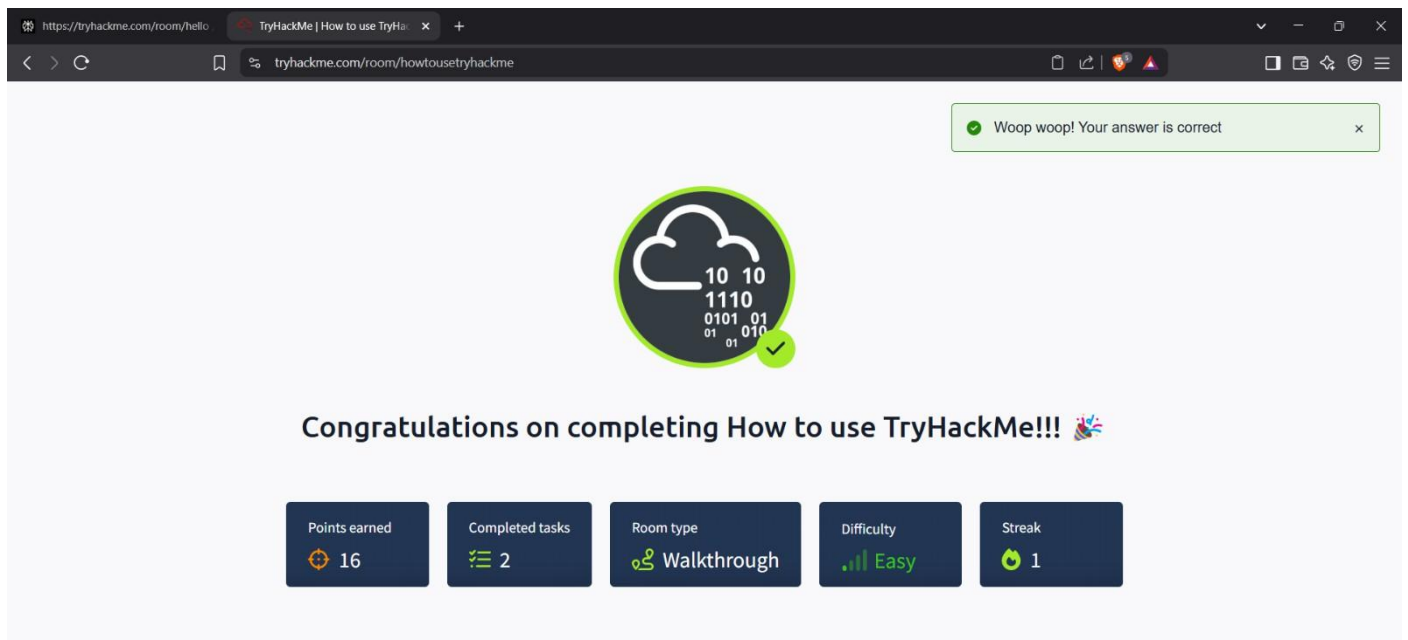 https://tryhackme.com/room/hello
TryHackMe | How to use TryHac
tryhackme.com/room/howtousetryhackme
Woop woop! Your answer is correct
10 10
1110
0101 01
01 010
01
Congratulations on completing How to use TryHackMe!!! 🎉
Points earned
16
Completed tasks
2
Room type
Walkthrough
Difficulty
Easy
Streak
1